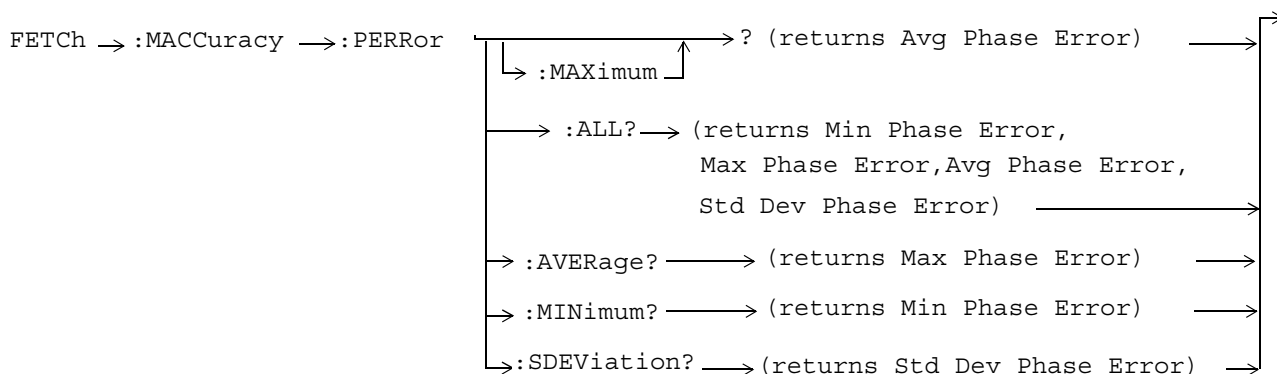 FETCh :MACCuracy :PERRor ? (returns Avg Phase Error)
:MAXimum
:ALL? (returns Min Phase Error,
Max Phase Error,Avg Phase Error,
Std Dev Phase Error)
:AVERage? (returns Max Phase Error)
:MINimum? (returns Min Phase Error)
:SDEViation? (returns Std Dev Phase Error)